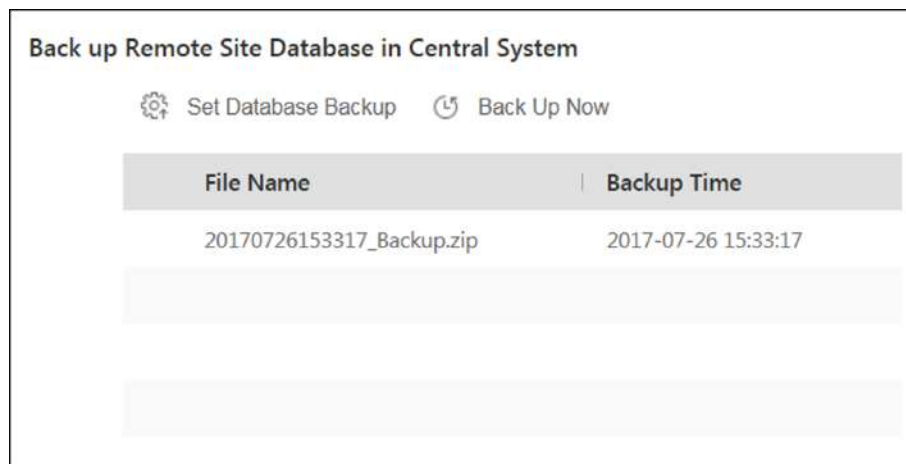 Back up Remote Site Database in Central System
Set Database Backup Back Up Now
File Name Backup Time
20170726153317_Backup.zip 2017-07-26 15:33:17